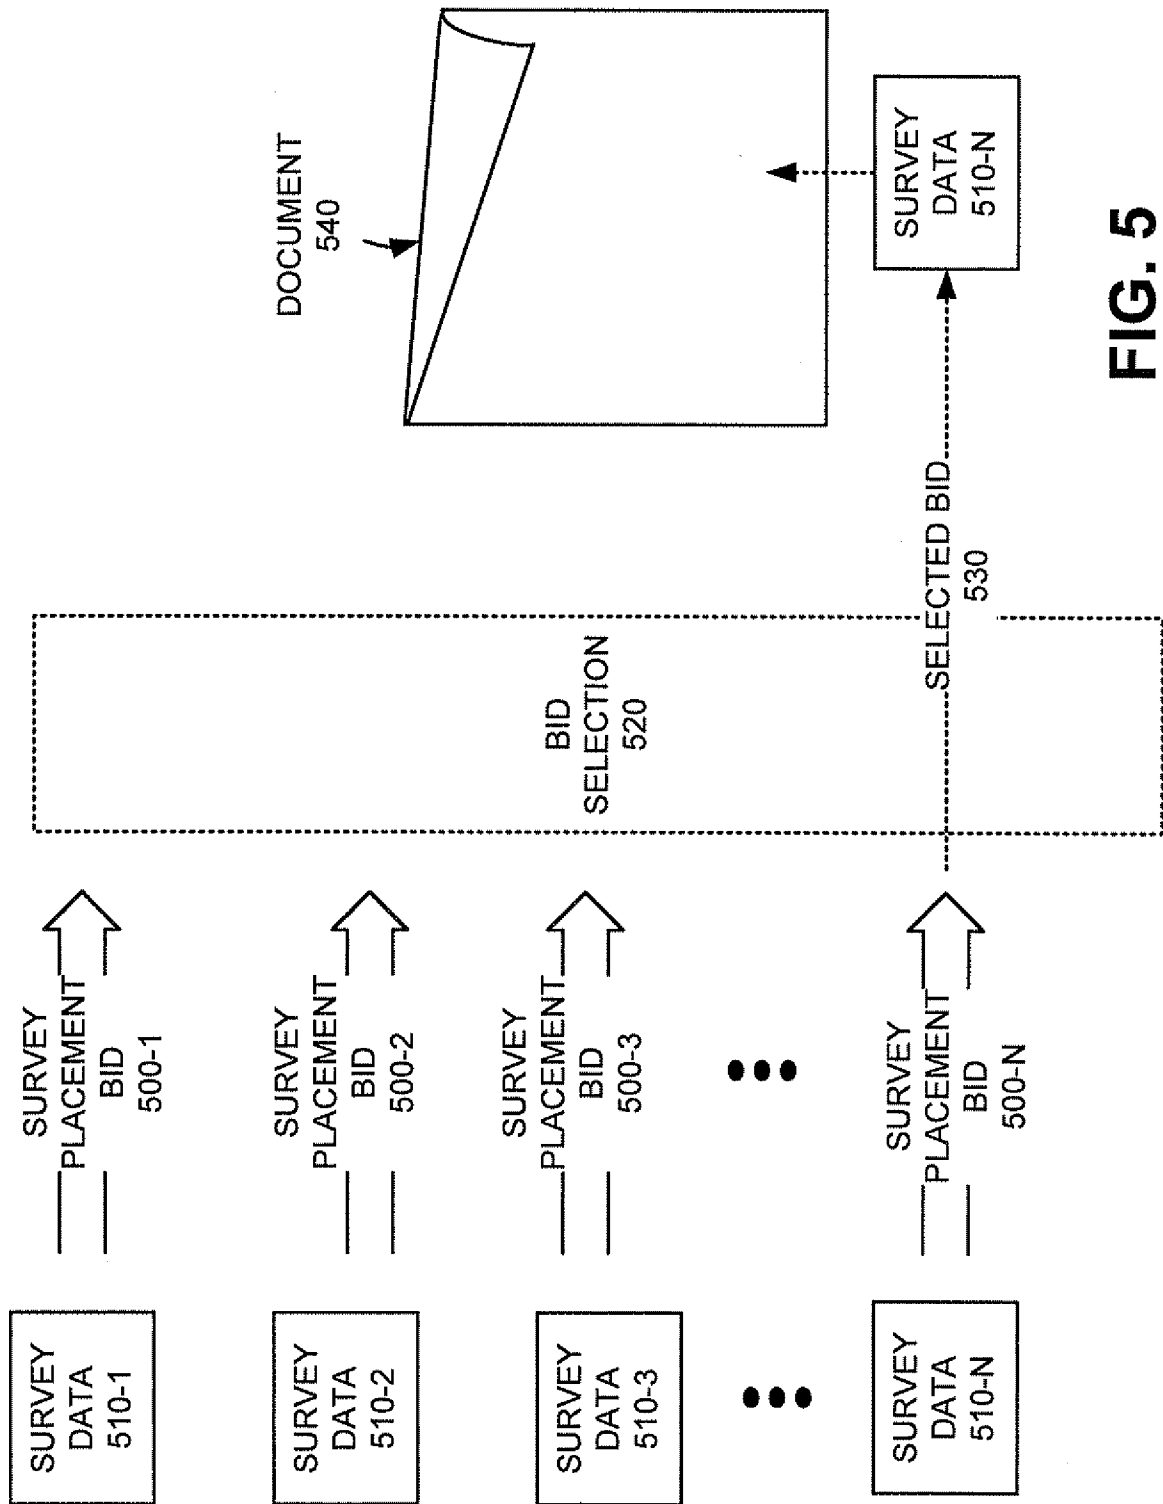 SURVEY
DATA
510-1
SURVEY
PLACEMENT
BID
500-1
SURVEY
DATA
510-2
SURVEY
PLACEMENT
BID
500-2
SURVEY
DATA
510-3
SURVEY
PLACEMENT
BID
500-3
SURVEY
DATA
510-N
SURVEY
PLACEMENT
BID
500-N
BID
SELECTION
520
SELECTED BID
530
DOCUMENT
540
SURVEY
DATA
510-N
FIG. 5